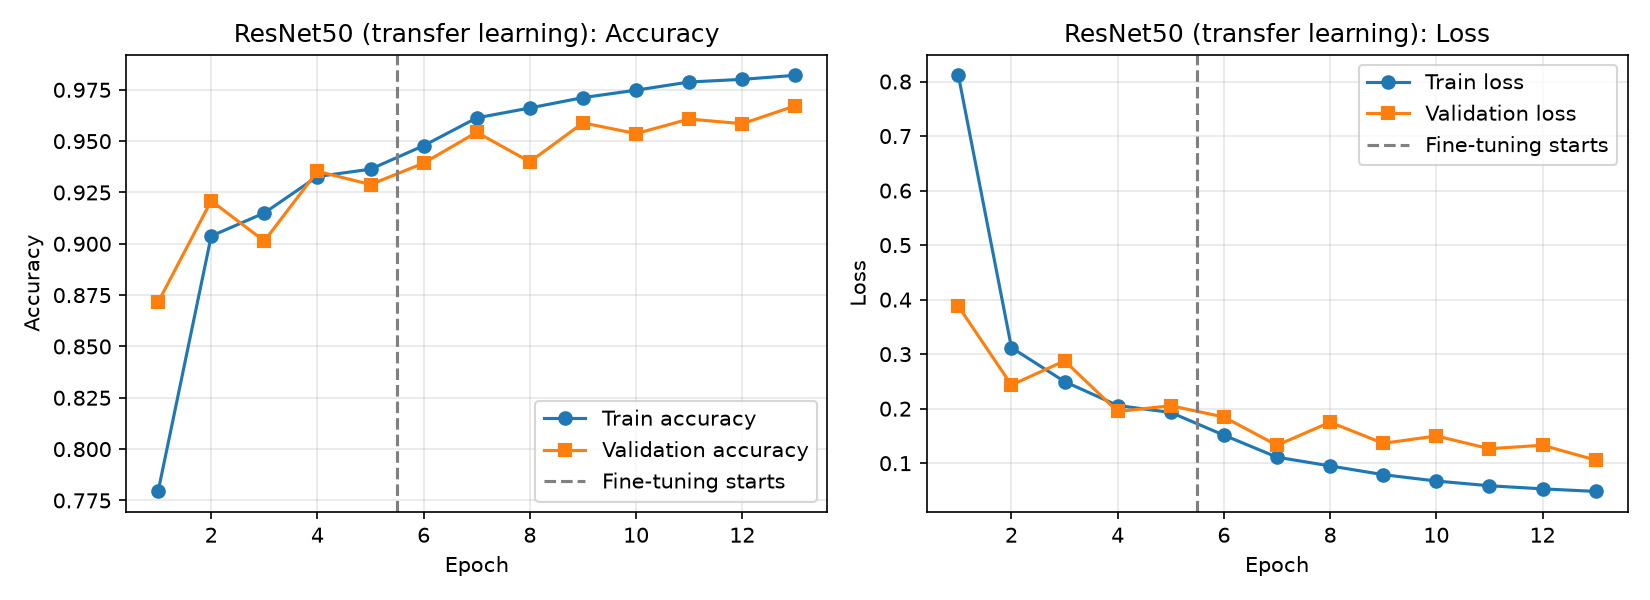 ResNet50 (transfer learning): Accuracy
Accuracy
0.975
0.950
0.925
0.900
0.875
0.850
0.825
0.800
0.775
Train accuracy
Validation accuracy
Fine-tuning starts
2 4 6 8 10 12
Epoch
ResNet50 (transfer learning): Loss
Loss
0.8
0.7
0.6
0.5
0.4
0.3
0.2
0.1
Train loss
Validation loss
Fine-tuning starts
2 4 6 8 10 12
Epoch